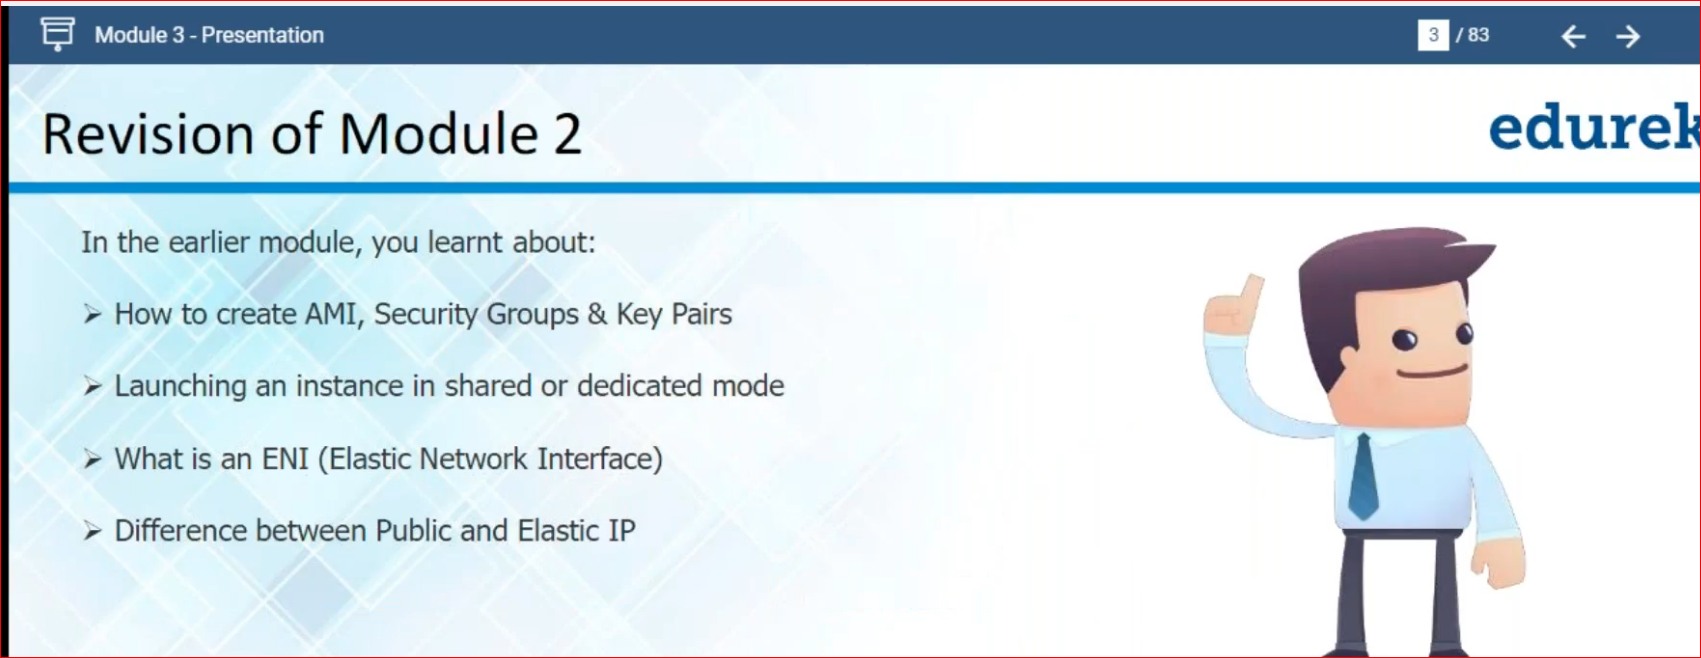 Module 3 - Presentation
3 / 83
Revision of Module 2
edurek
In the earlier module, you learnt about:
➢ How to create AMI, Security Groups & Key Pairs
➢ Launching an instance in shared or dedicated mode
➢ What is an ENI (Elastic Network Interface)
➢ Difference between Public and Elastic IP